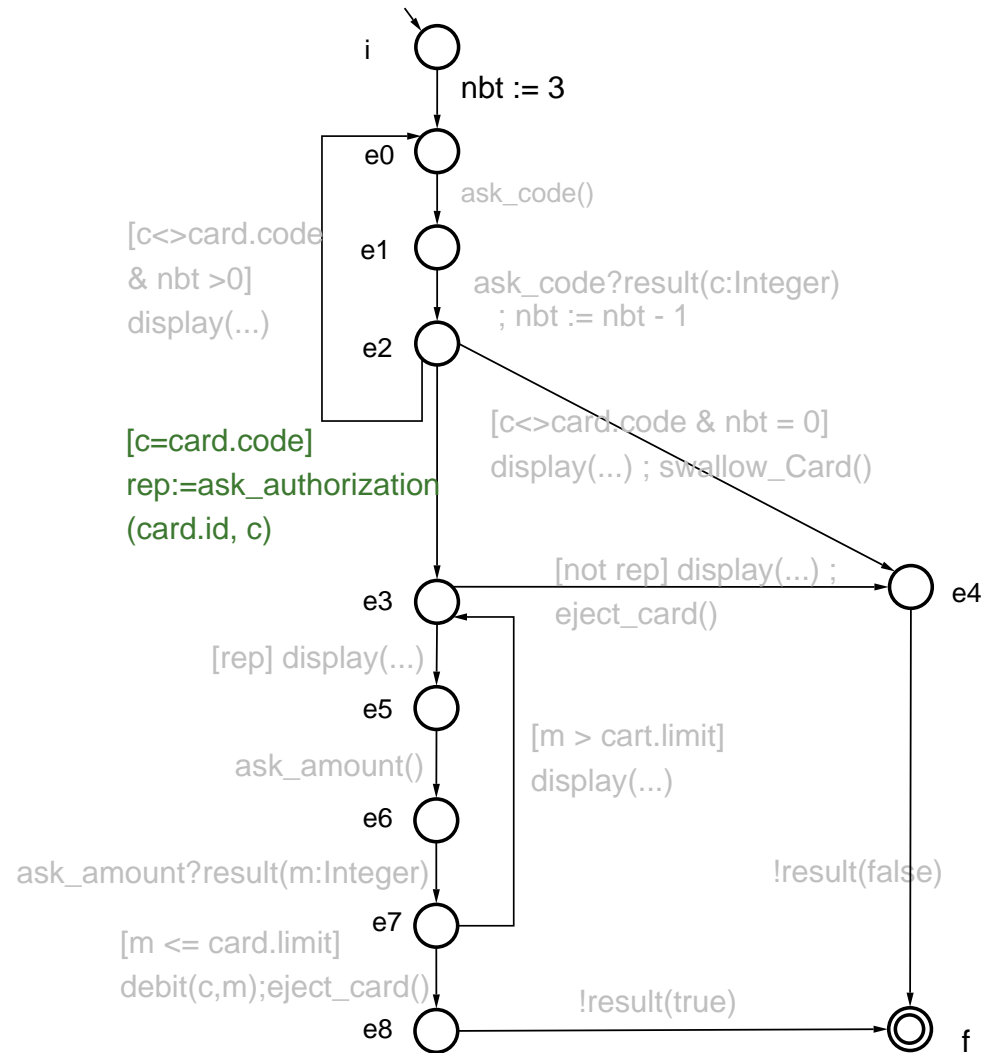 i
nbt := 3
e0
ask_code()
[c<>card.code
& nbt >0]
display(...)
e1
ask_code?result(c:Integer)
; nbt := nbt - 1
e2
[c<>card.code & nbt = 0]
display(...) ; swallow_Card()
[c=card.code]
rep:=ask_authorization
(card.id, c)
[not rep] display(...) ;
eject_card()
e3
e4
[rep] display(...)
e5
[m > cart.limit]
display(...)
ask_amount()
e6
ask_amount?result(m:Integer)
!result(false)
e7
[m <= card.limit]
debit(c,m);eject_card()
!result(true)
e8
f